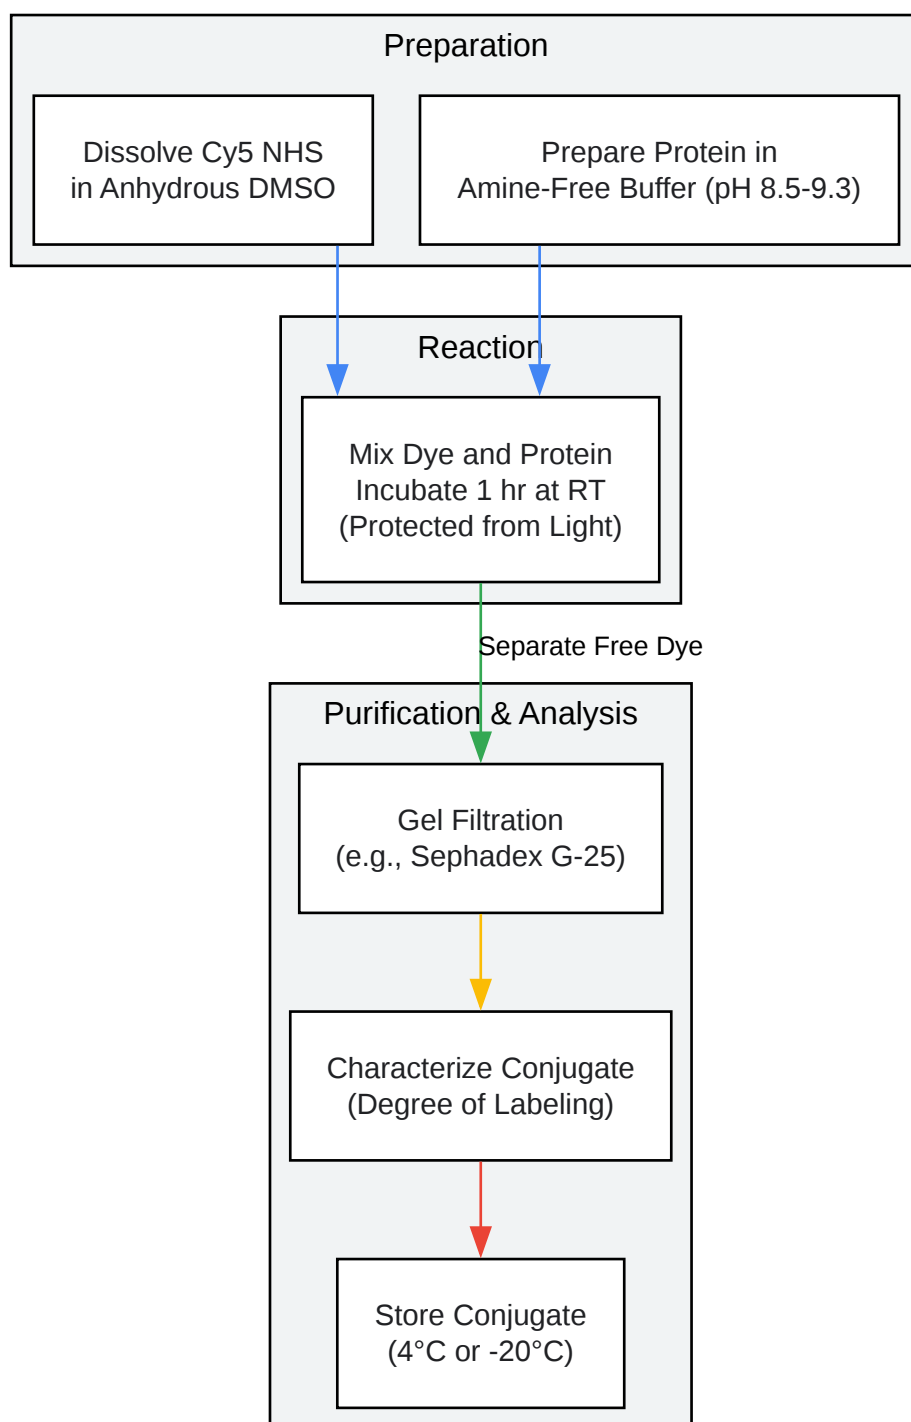 Preparation
Dissolve Cy5 NHS
in Anhydrous DMSO
Prepare Protein in
Amine-Free Buffer (pH 8.5-9.3)
Reaction
Mix Dye and Protein
Incubate 1 hr at RT
(Protected from Light)
Separate Free Dye
Purification & Analysis
Gel Filtration
(e.g., Sephadex G-25)
Characterize Conjugate
(Degree of Labeling)
Store Conjugate
(4°C or -20°C)